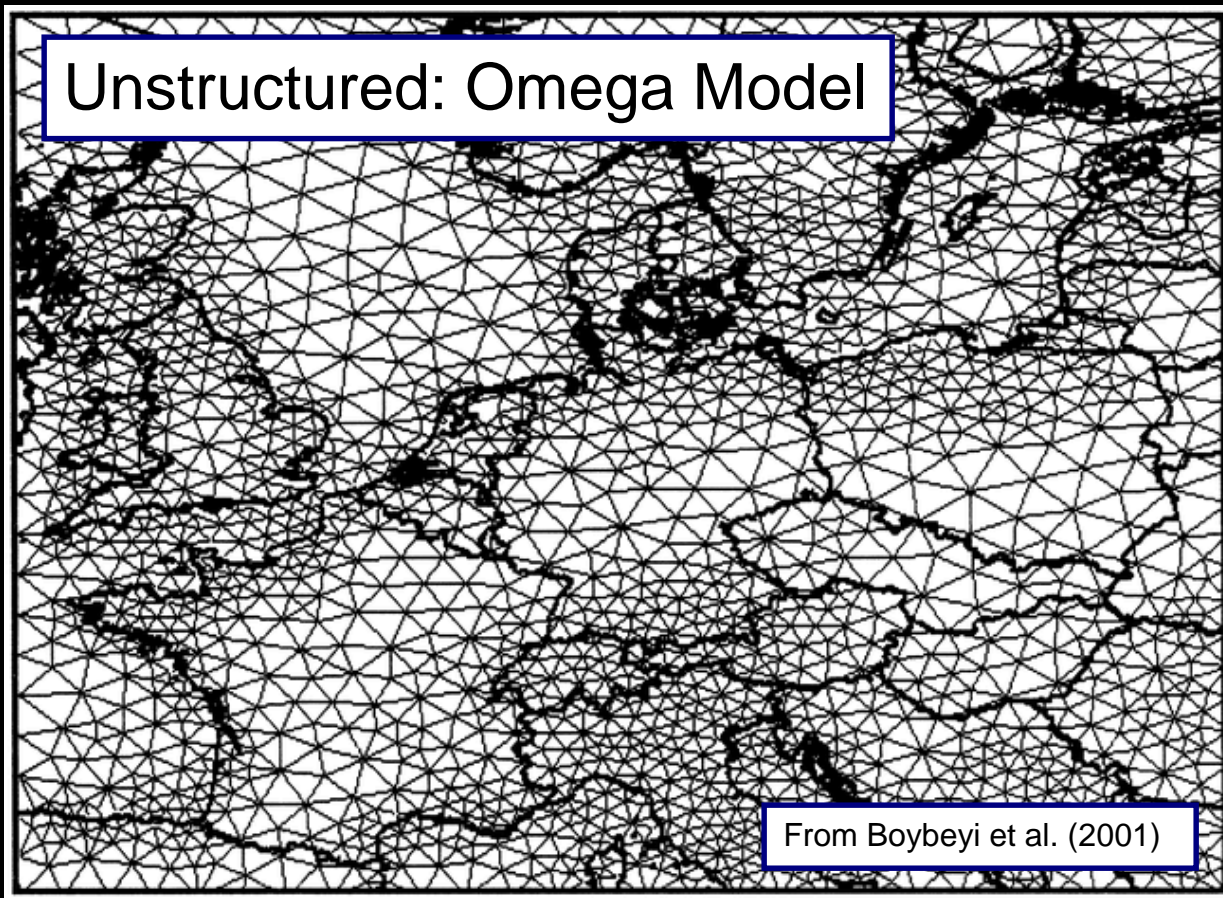 Unstructured: Omega Model
From Boybeyi et al. (2001)